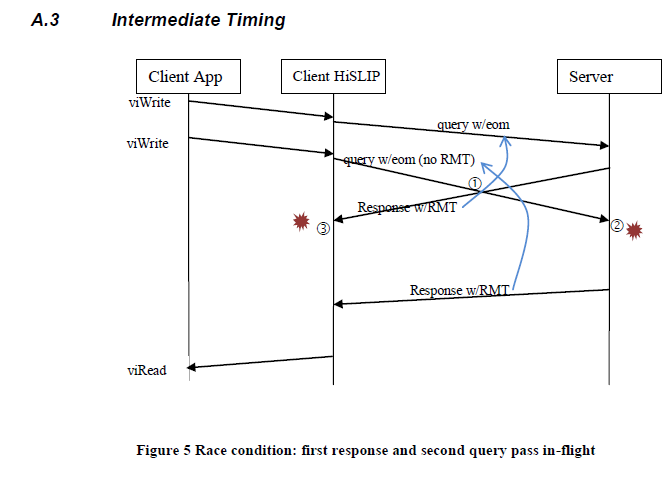 A.3 Intermediate Timing
Client App Client HiSLIP Server
viWrite
query w/eom
viWrite
query w/eom (no RMT)
①
Response w/RMT
② 
③
Response w/RMT
viRead
Figure 5 Race condition: first response and second query pass in-flight